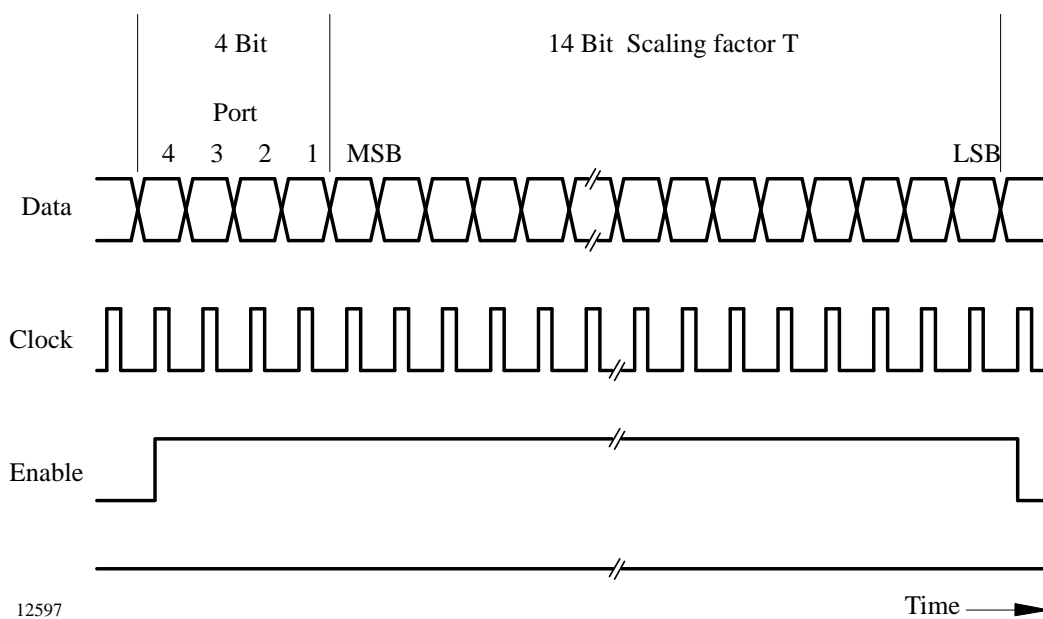 4 Bit
14 Bit Scaling factor T
Port
4 3 2 1 MSB
LSB
Data
Clock
Enable
12597
Time